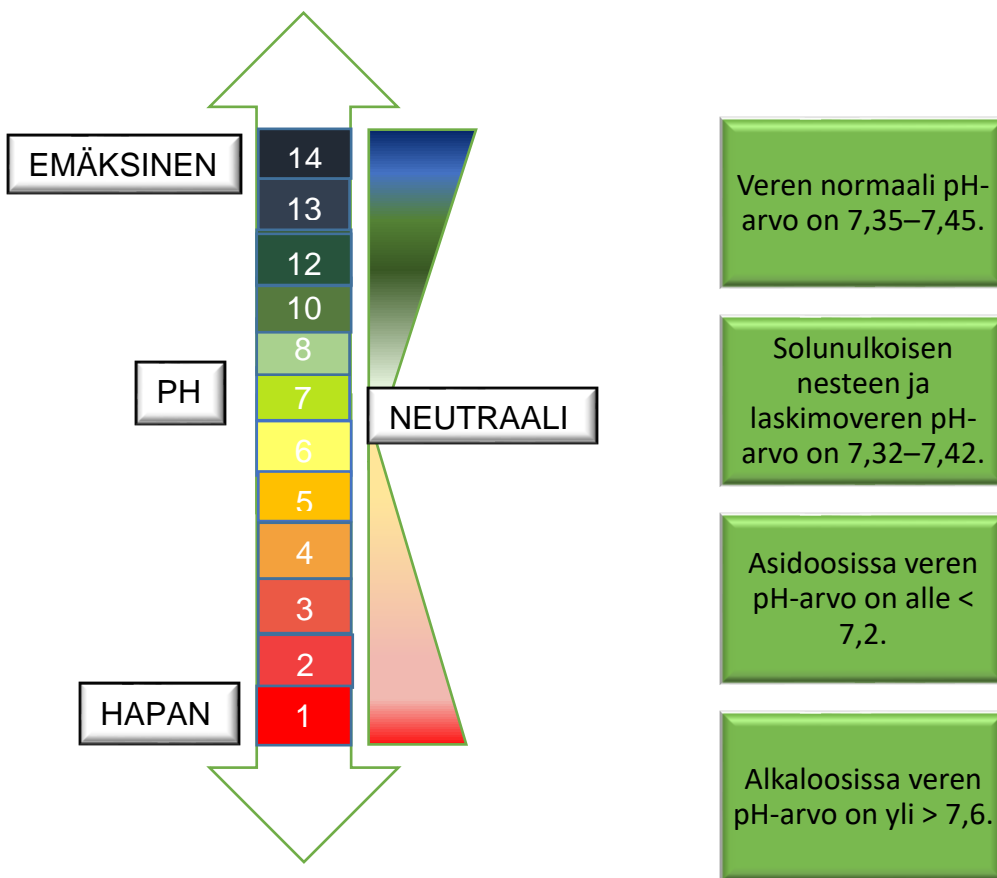 EMÄKSINEN
14
13
12
10
8
PH
7
NEUTRAALI
6
5
4
3
2
HAPAN
1
Veren normaali pH-
arvo on 7,35–7,45.
Solunulkoisen
nesteen ja
laskimoveren pH-
arvo on 7,32–7,42.
Asidoosissa veren
pH-arvo on alle <
7,2.
Alkaloosissa veren
pH-arvo on yli > 7,6.